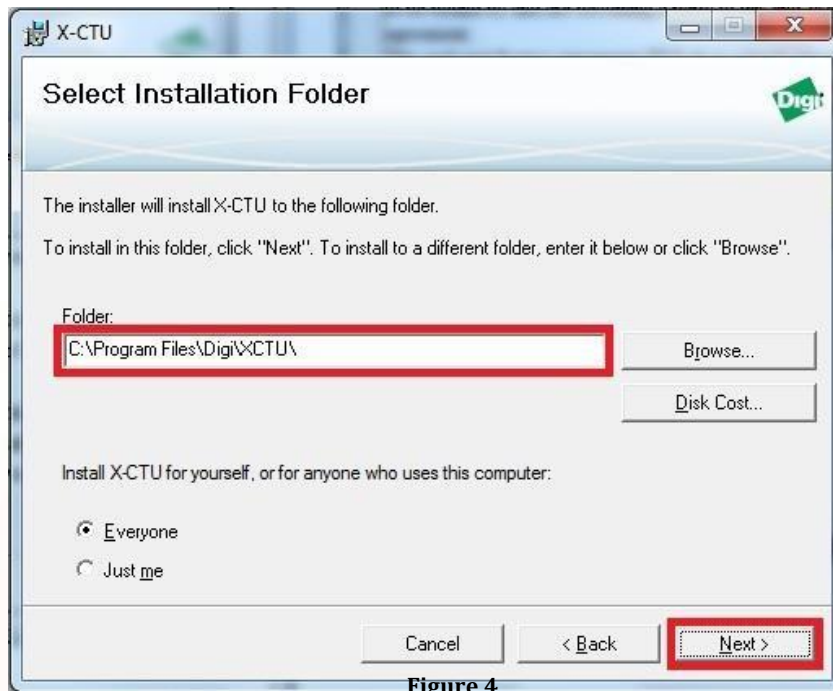 X-CTU
Select Installation Folder
Digi
The installer will install X-CTU to the following folder.
To install in this folder, click "Next". To install to a different folder, enter it below or click "Browse".
Folder:
C:\Program Files\Digi\XCTU\
Browse...
Disk Cost...
Install X-CTU for yourself, or for anyone who uses this computer:
Everyone
Just me
Cancel
< Back
Next >
Figure 4